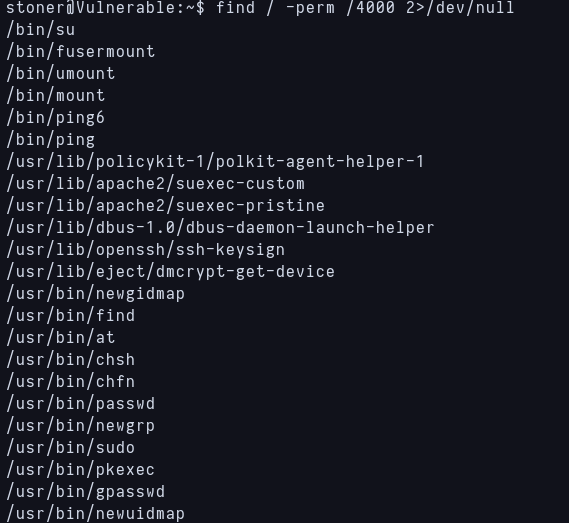 stoner@Vulnerable:~$ find / -perm /4000 2>/dev/null
/bin/su
/bin/fusermount
/bin/umount
/bin/mount
/bin/ping6
/bin/ping
/usr/lib/policykit-1/polkit-agent-helper-1
/usr/lib/apache2/suexec-custom
/usr/lib/apache2/suexec-pristine
/usr/lib/dbus-1.0/dbus-daemon-launch-helper
/usr/lib/openssh/ssh-keysign
/usr/lib/eject/dmcrypt-get-device
/usr/bin/newgidmap
/usr/bin/find
/usr/bin/at
/usr/bin/chsh
/usr/bin/chfn
/usr/bin/passwd
/usr/bin/newgrp
/usr/bin/sudo
/usr/bin/pkexec
/usr/bin/gpasswd
/usr/bin/newuidmap